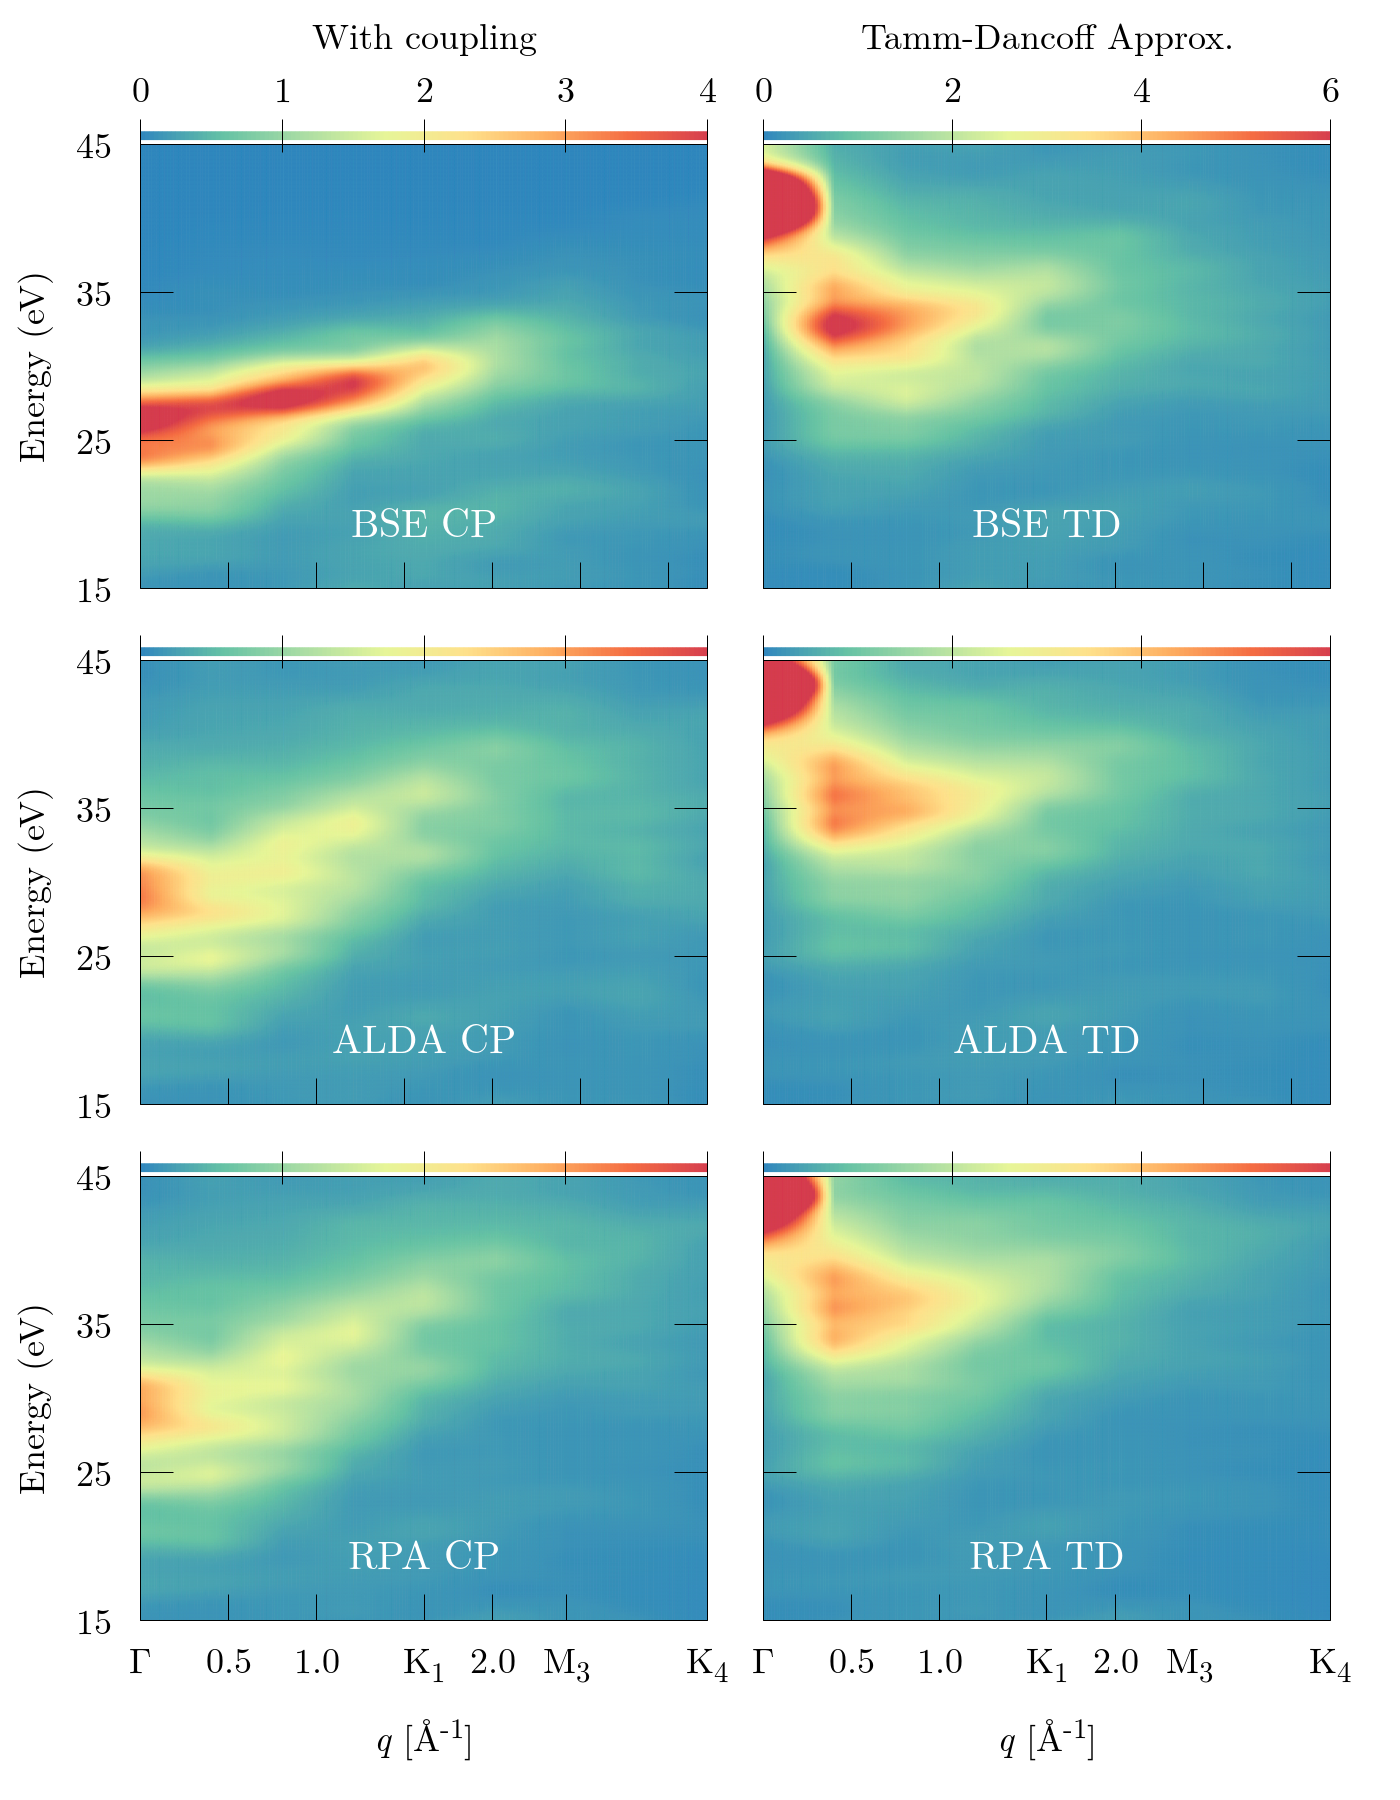 With coupling Tamm-Dancoff Approx.
0 1 2 3 4 0 2 4 6
45
35
25
15
Energy (eV)
BSE CP BSE TD
45
35
25
15
Energy (eV)
ALDA CP ALDA TD
45
35
25
15
Energy (eV)
RPA CP RPA TD
Γ 0.5 1.0 K1 2.0 M3 K4 Γ 0.5 1.0 K1 2.0 M3 K4
q [Å-1] q [Å-1]